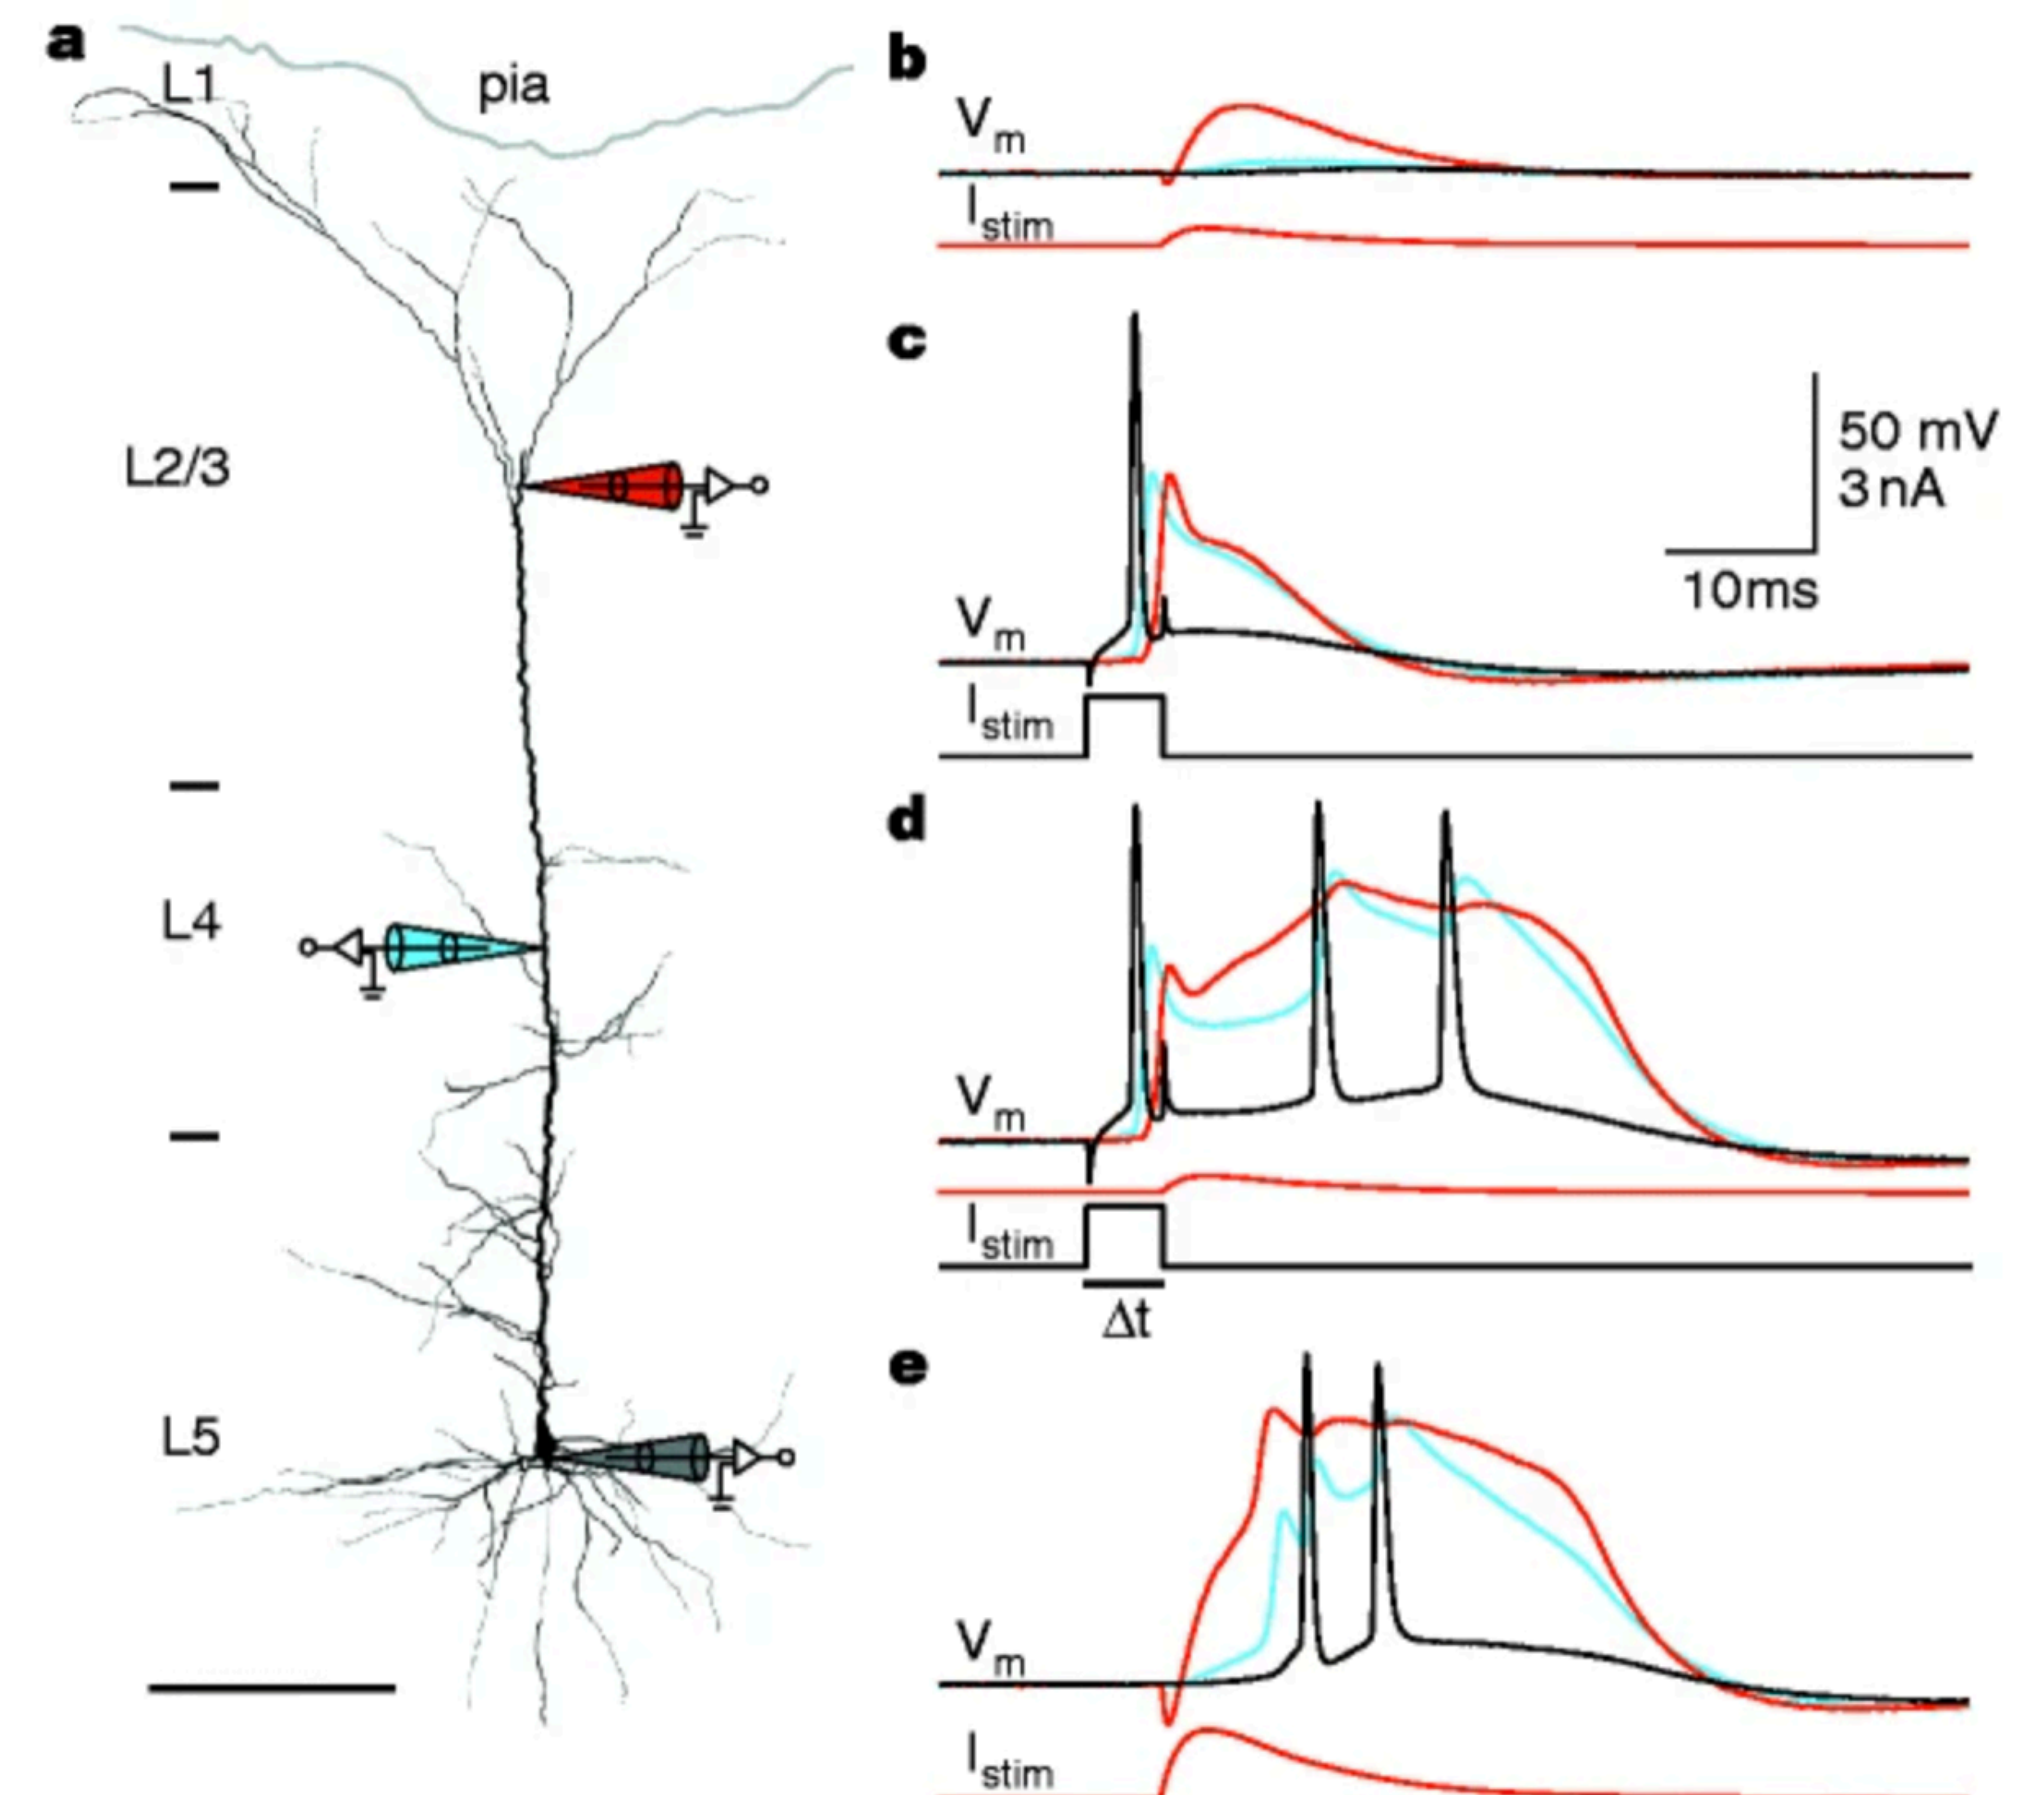 a
L1
pia
L2/3
L4
L5
b
Vm
Istim
c
50 mV
3 nA
10ms
Vm
Istim
d
Vm
Istim
Δt
e
Vm
Istim